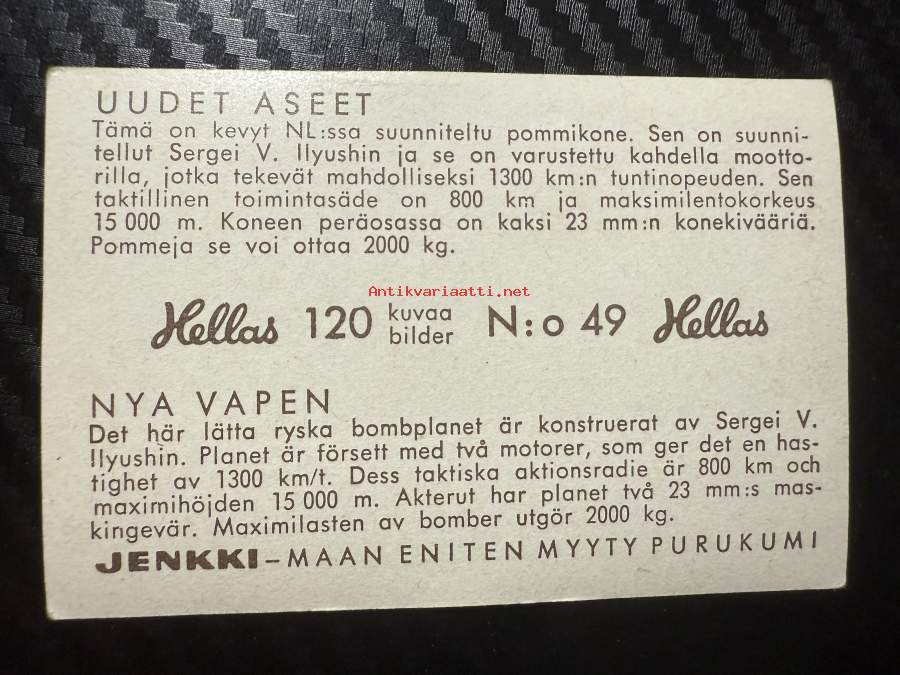 UUDET ASEET
Tämä on kevyt NL:ssa suunniteltu pommikone. Sen on suunni-
tellut Sergei V. Ilyushin ja se on varustettu kahdella mootto-
rilla, jotka tekevät mahdolliseksi 1300 km:n tuntinopeuden. Sen
taktillinen toimintasäde on 800 km ja maksimilentokorkeus
15 000 m. Koneen peräosassa on kaksi 23 mm:n konekivääriä.
Pommeja se voi ottaa 2000 kg.
Antikvariaatti.net
Hellas 120 kuvaa bilder N:o 49 Hellas
NYA VAPEN
Det här lätta ryska bombplanet är konstruerat av Sergei V.
Ilyushin. Planet är försett med två motorer, som ger det en has-
tighet av 1300 km/t. Dess taktiska aktionsradie är 800 km och
maximihöjden 15 000 m. Akterut har planet två 23 mm:s mas-
kingevär. Maximilasten av bomber utgör 2000 kg.
JENKKI–MAAN ENITEN MYYTY PURUKUMI